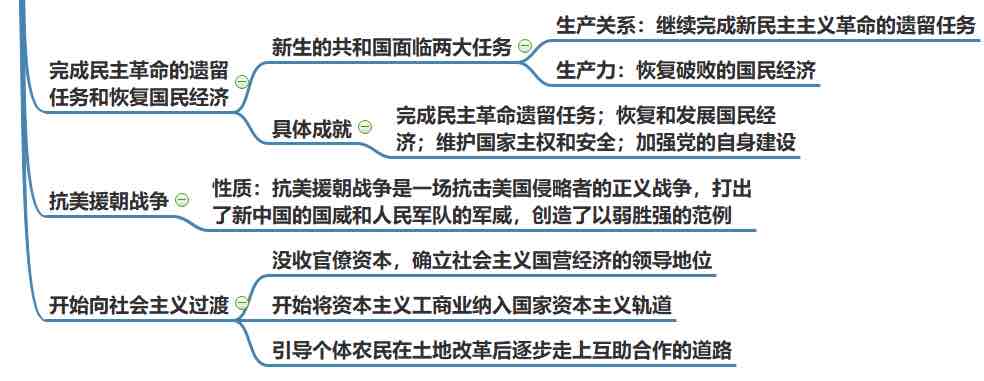 完成民主革命的遗留
任务和恢复国民经济
新生的共和国面临两大任务
生产关系：继续完成新民主主义革命的遗留任务
生产力：恢复破败的国民经济
具体成就
完成民主革命遗留任务；恢复和发展国民经
济；维护国家主权和安全；加强党的自身建设
抗美援朝战争
性质：抗美援朝战争是一场抗击美国侵略者的正义战争，打出
了新中国的国威和人民军队的军威，创造了以弱胜强的范例
开始向社会主义过渡
没收官僚资本，确立社会主义国营经济的领导地位
开始将资本主义工商业纳入国家资本主义轨道
引导个体农民在土地改革后逐步走上互助合作的道路